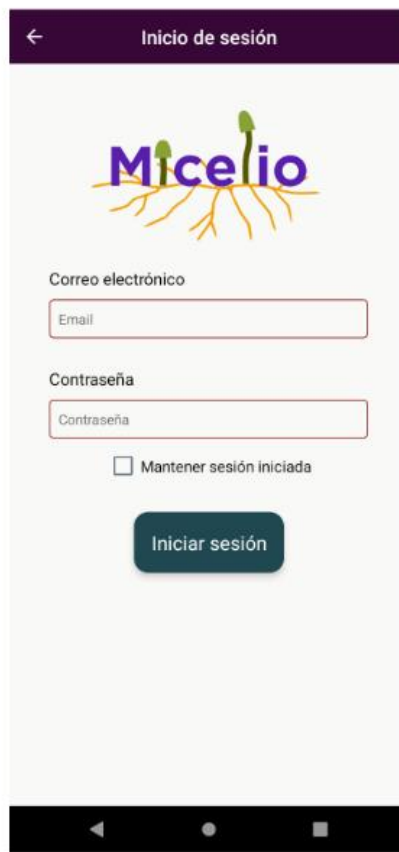 Inicio de sesión
Micelio
Correo electrónico
Email
Contraseña
Contraseña
Mantener sesión iniciada
Iniciar sesión